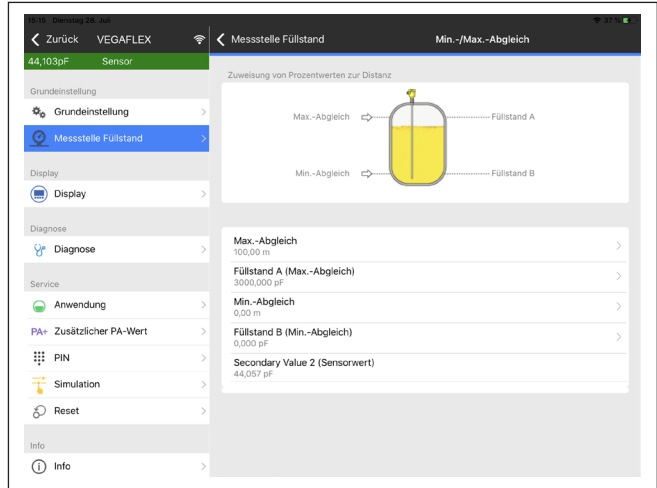 15:15 Dienstag 28. Juli
37 %
Zurück VEGAFLEX
44,103pF Sensor
Grundeinstellung
Grundeinstellung
Messstelle Füllstand
Display
Display
Diagnose
Diagnose
Service
Anwendung
PA+ Zusätzlicher PA-Wert
PIN
Simulation
Reset
Info
Info
Messstelle Füllstand Min.-/Max.-Abgleich
Zuweisung von Prozentwerten zur Distanz
Max.-Abgleich Füllstand A
Min.-Abgleich Füllstand B
Max.-Abgleich
100,00 m
Füllstand A (Max.-Abgleich)
3000,000 pF
Min.-Abgleich
0,00 m
Füllstand B (Min.-Abgleich)
0,000 pF
Secondary Value 2 (Sensorwert)
44,057 pF